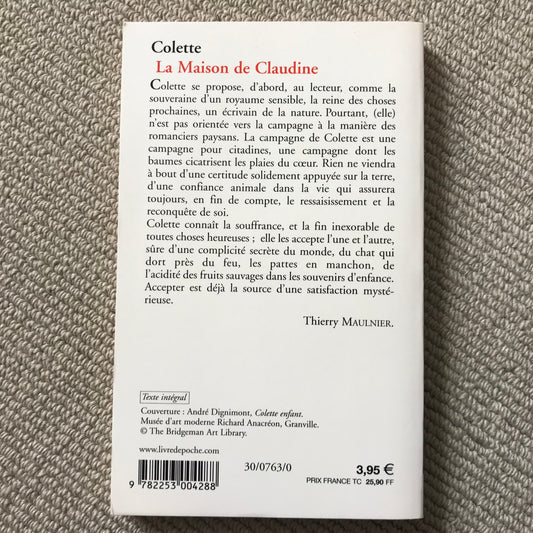 Colette
La Maison de Claudine
Colette se propose, d'abord, au lecteur, comme la
souveraine d'un royaume sensible, la reine des choses
prochaines, un écrivain de la nature. Pourtant, (elle)
n'est pas orientée vers la campagne à la manière des
romanciers paysans. La campagne de Colette est une
campagne pour citadines, une campagne dont les
baumes cicatrisent les plaies du cœur. Rien ne viendra
à bout d'une certitude solidement appuyée sur la terre,
d'une confiance animale dans la vie qui assurera
toujours, en fin de compte, le ressaisissement et la
reconquête de soi.
Colette connaît la souffrance, et la fin inexorable de
toutes choses heureuses ; elle les accepte l'une et l'autre,
sûre d'une complicité secrète du monde, du chat qui
dort près du feu, les pattes en manchon, de
l'acidité des fruits sauvages dans les souvenirs d'enfance.
Accepter est déjà la source d'une satisfaction mysté-
rieuse.
Thierry MAULNIER.
Texte intégral
Couverture : André Dignimont, Colette enfant.
Musée d'art moderne Richard Anacréon, Granville.
© The Bridgeman Art Library.
www.livredepoche.com
30/0763/0
3,95 €
PRIX FRANCE TC 25,90 FF
9 782253 004288